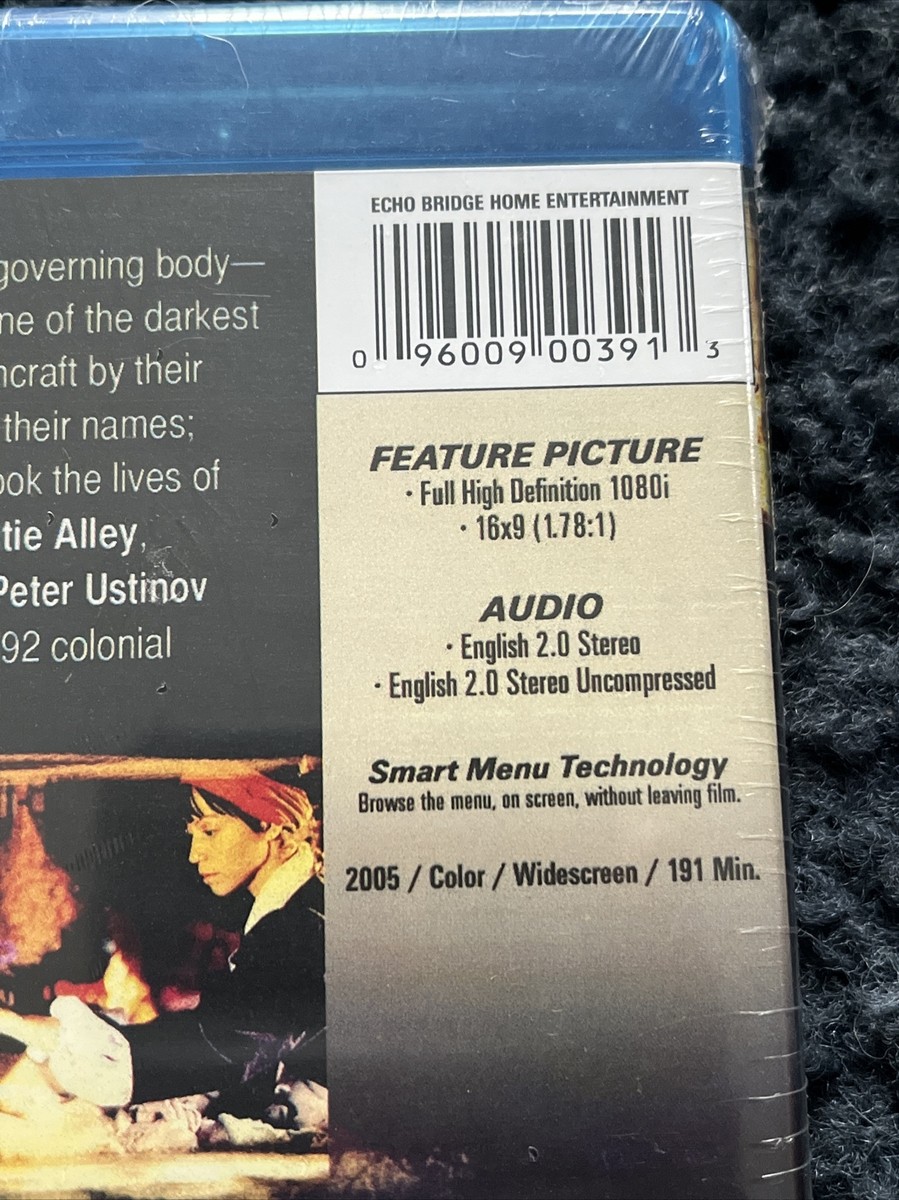 governing body—
ne of the darkest
ncraft by their
their names;
ook the lives of
tie Alley,
Peter Ustinov
92 colonial
ECHO BRIDGE HOME ENTERTAINMENT
0 96009 00391 3
FEATURE PICTURE
• Full High Definition 1080i
• 16x9 (1.78:1)
AUDIO
• English 2.0 Stereo
• English 2.0 Stereo Uncompressed
Smart Menu Technology
Browse the menu, on screen, without leaving film.
2005 / Color / Widescreen / 191 Min.